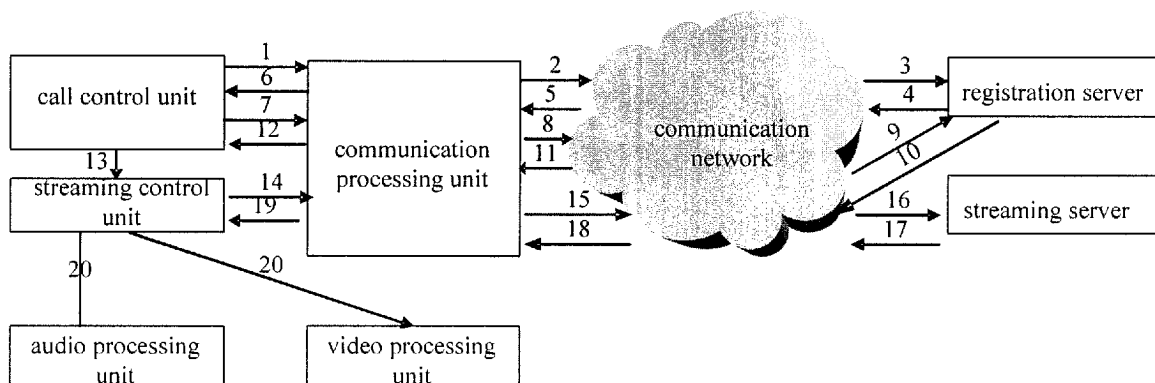 1
2
3
6
5
4
call control unit
registration server
7
8
9
12
communication
processing unit
communication
network
10
11
13
streaming control
unit
14
15
16
streaming server
19
18
17
20
20
audio processing
unit
video processing
unit